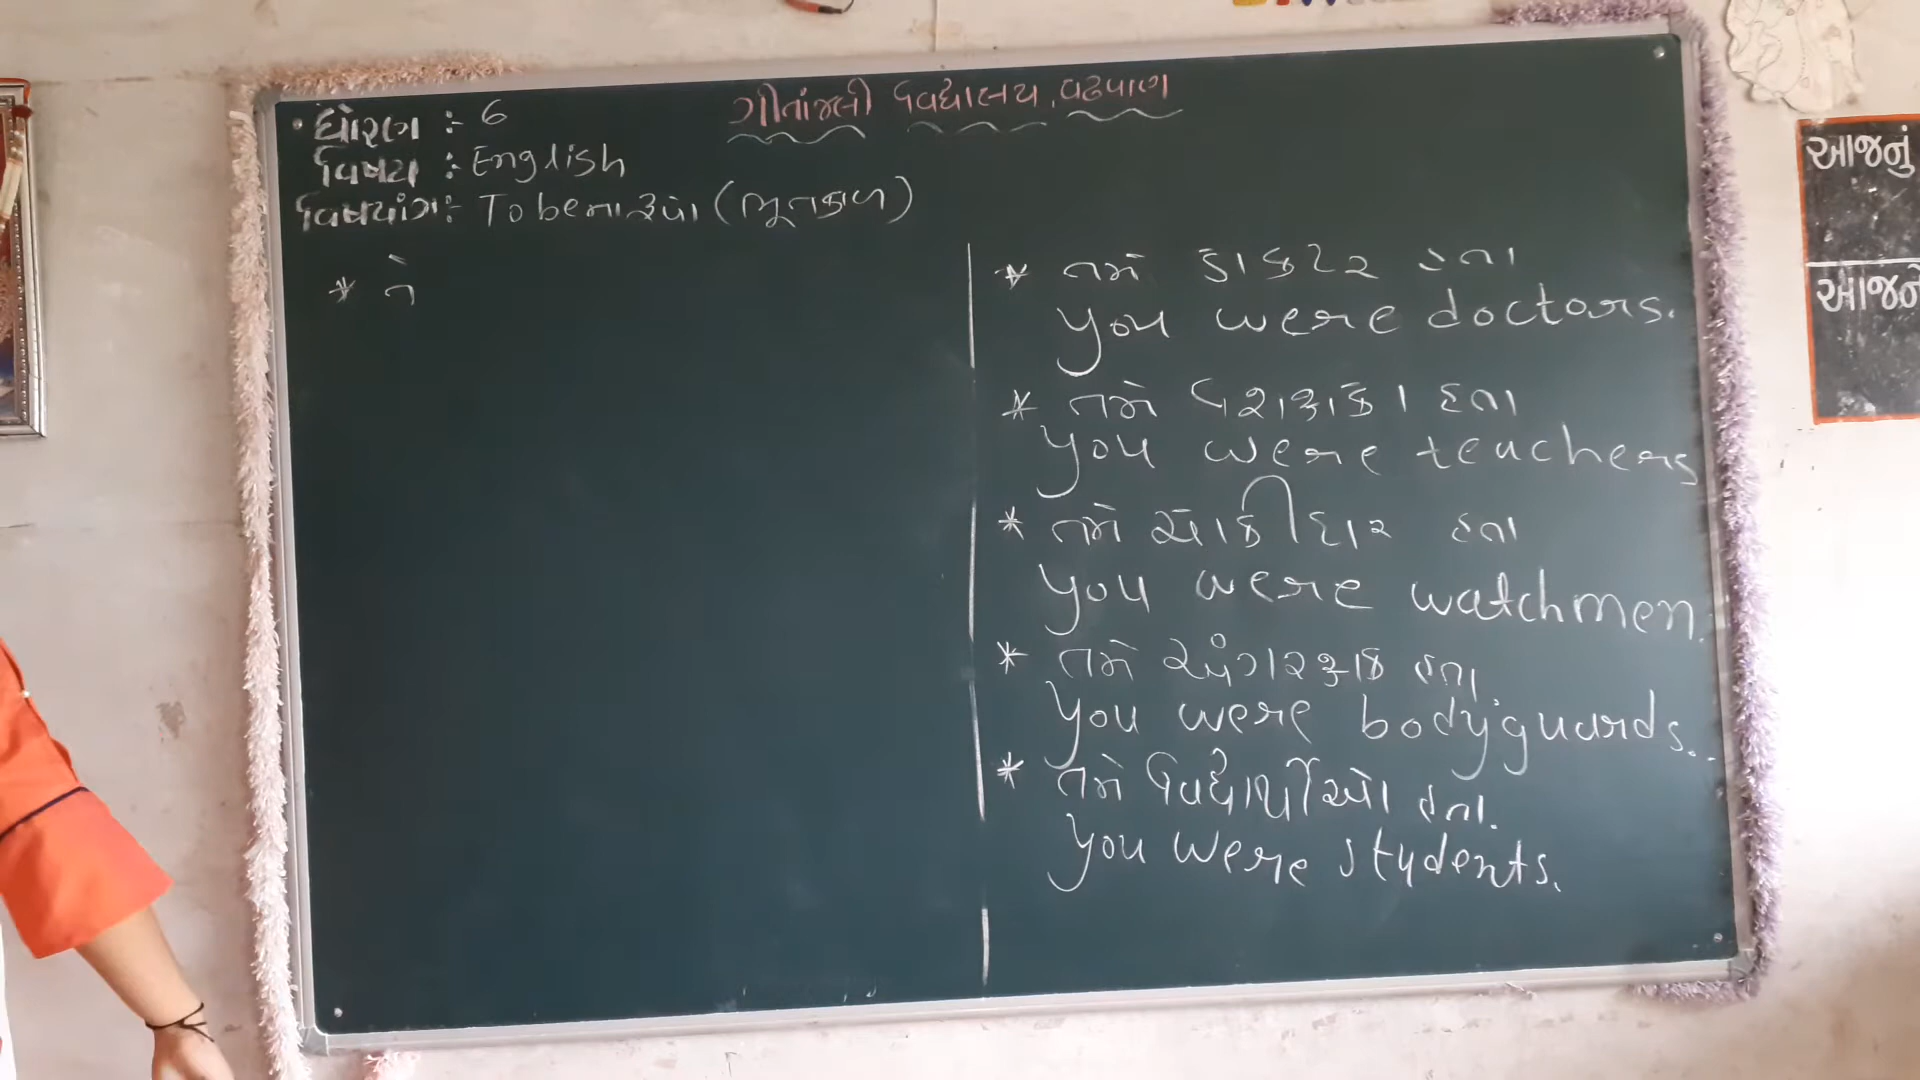 ગીતાંજલી વિદ્યાલય, વઢવાણ
ધોરણ :- 6
વિષય :- English
વિષયાંગ :- To be ના રૂપો (ભૂતકાળ)
* તે
* તમે ડાકટર હતા
You were doctors.
* તમે શિક્ષકો હતા
You were teachers
* તમે ચોકીદાર હતા
You were watchmen.
* તમે અંગરક્ષક હતા.
You were bodyguards.
* તમે વિદ્યાર્થીઓ હતા.
You were students.
આજનું
આજનો